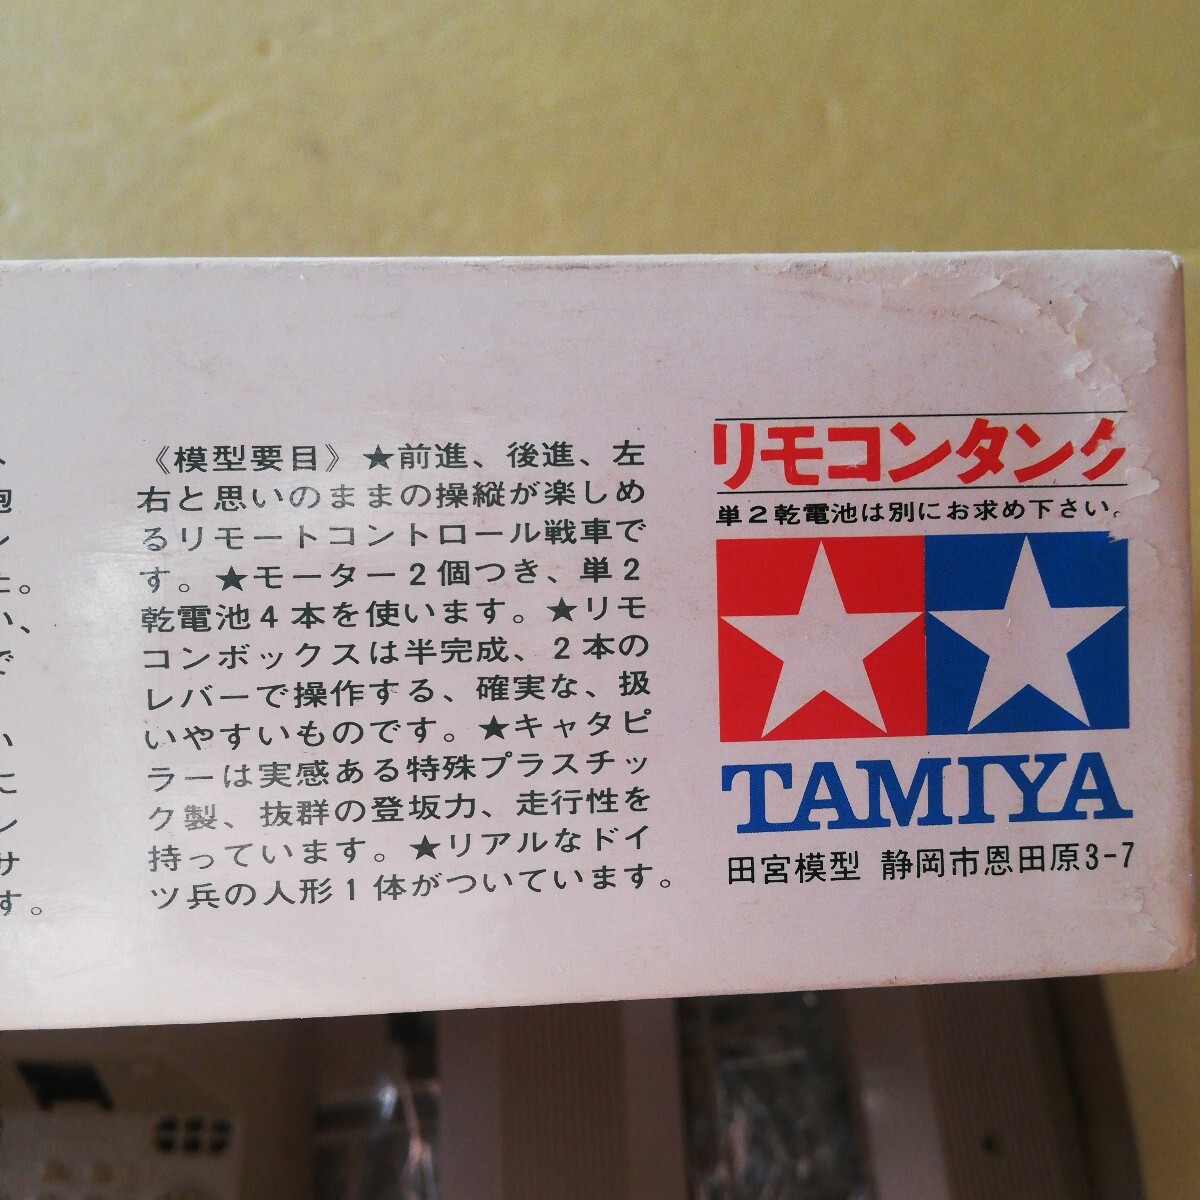 《模型要目》★前進、後進、左
右と思いのままの操縦が楽しめ
るリモートコントロール戦車で
す。★モーター2個つき、単2
乾電池4本を使います。★リモ
コンボックスは半完成、2本の
レバーで操作する、確実な、扱
いやすいものです。★キャタピ
ラーは実感ある特殊プラスチッ
ク製、抜群の登坂力、走行性を
持っています。★リアルなドイ
ツ兵の人形1体がついています。
リモコンタンク
単2乾電池は別にお求め下さい。
TAMIYA
田宮模型 静岡市恩田原3-7